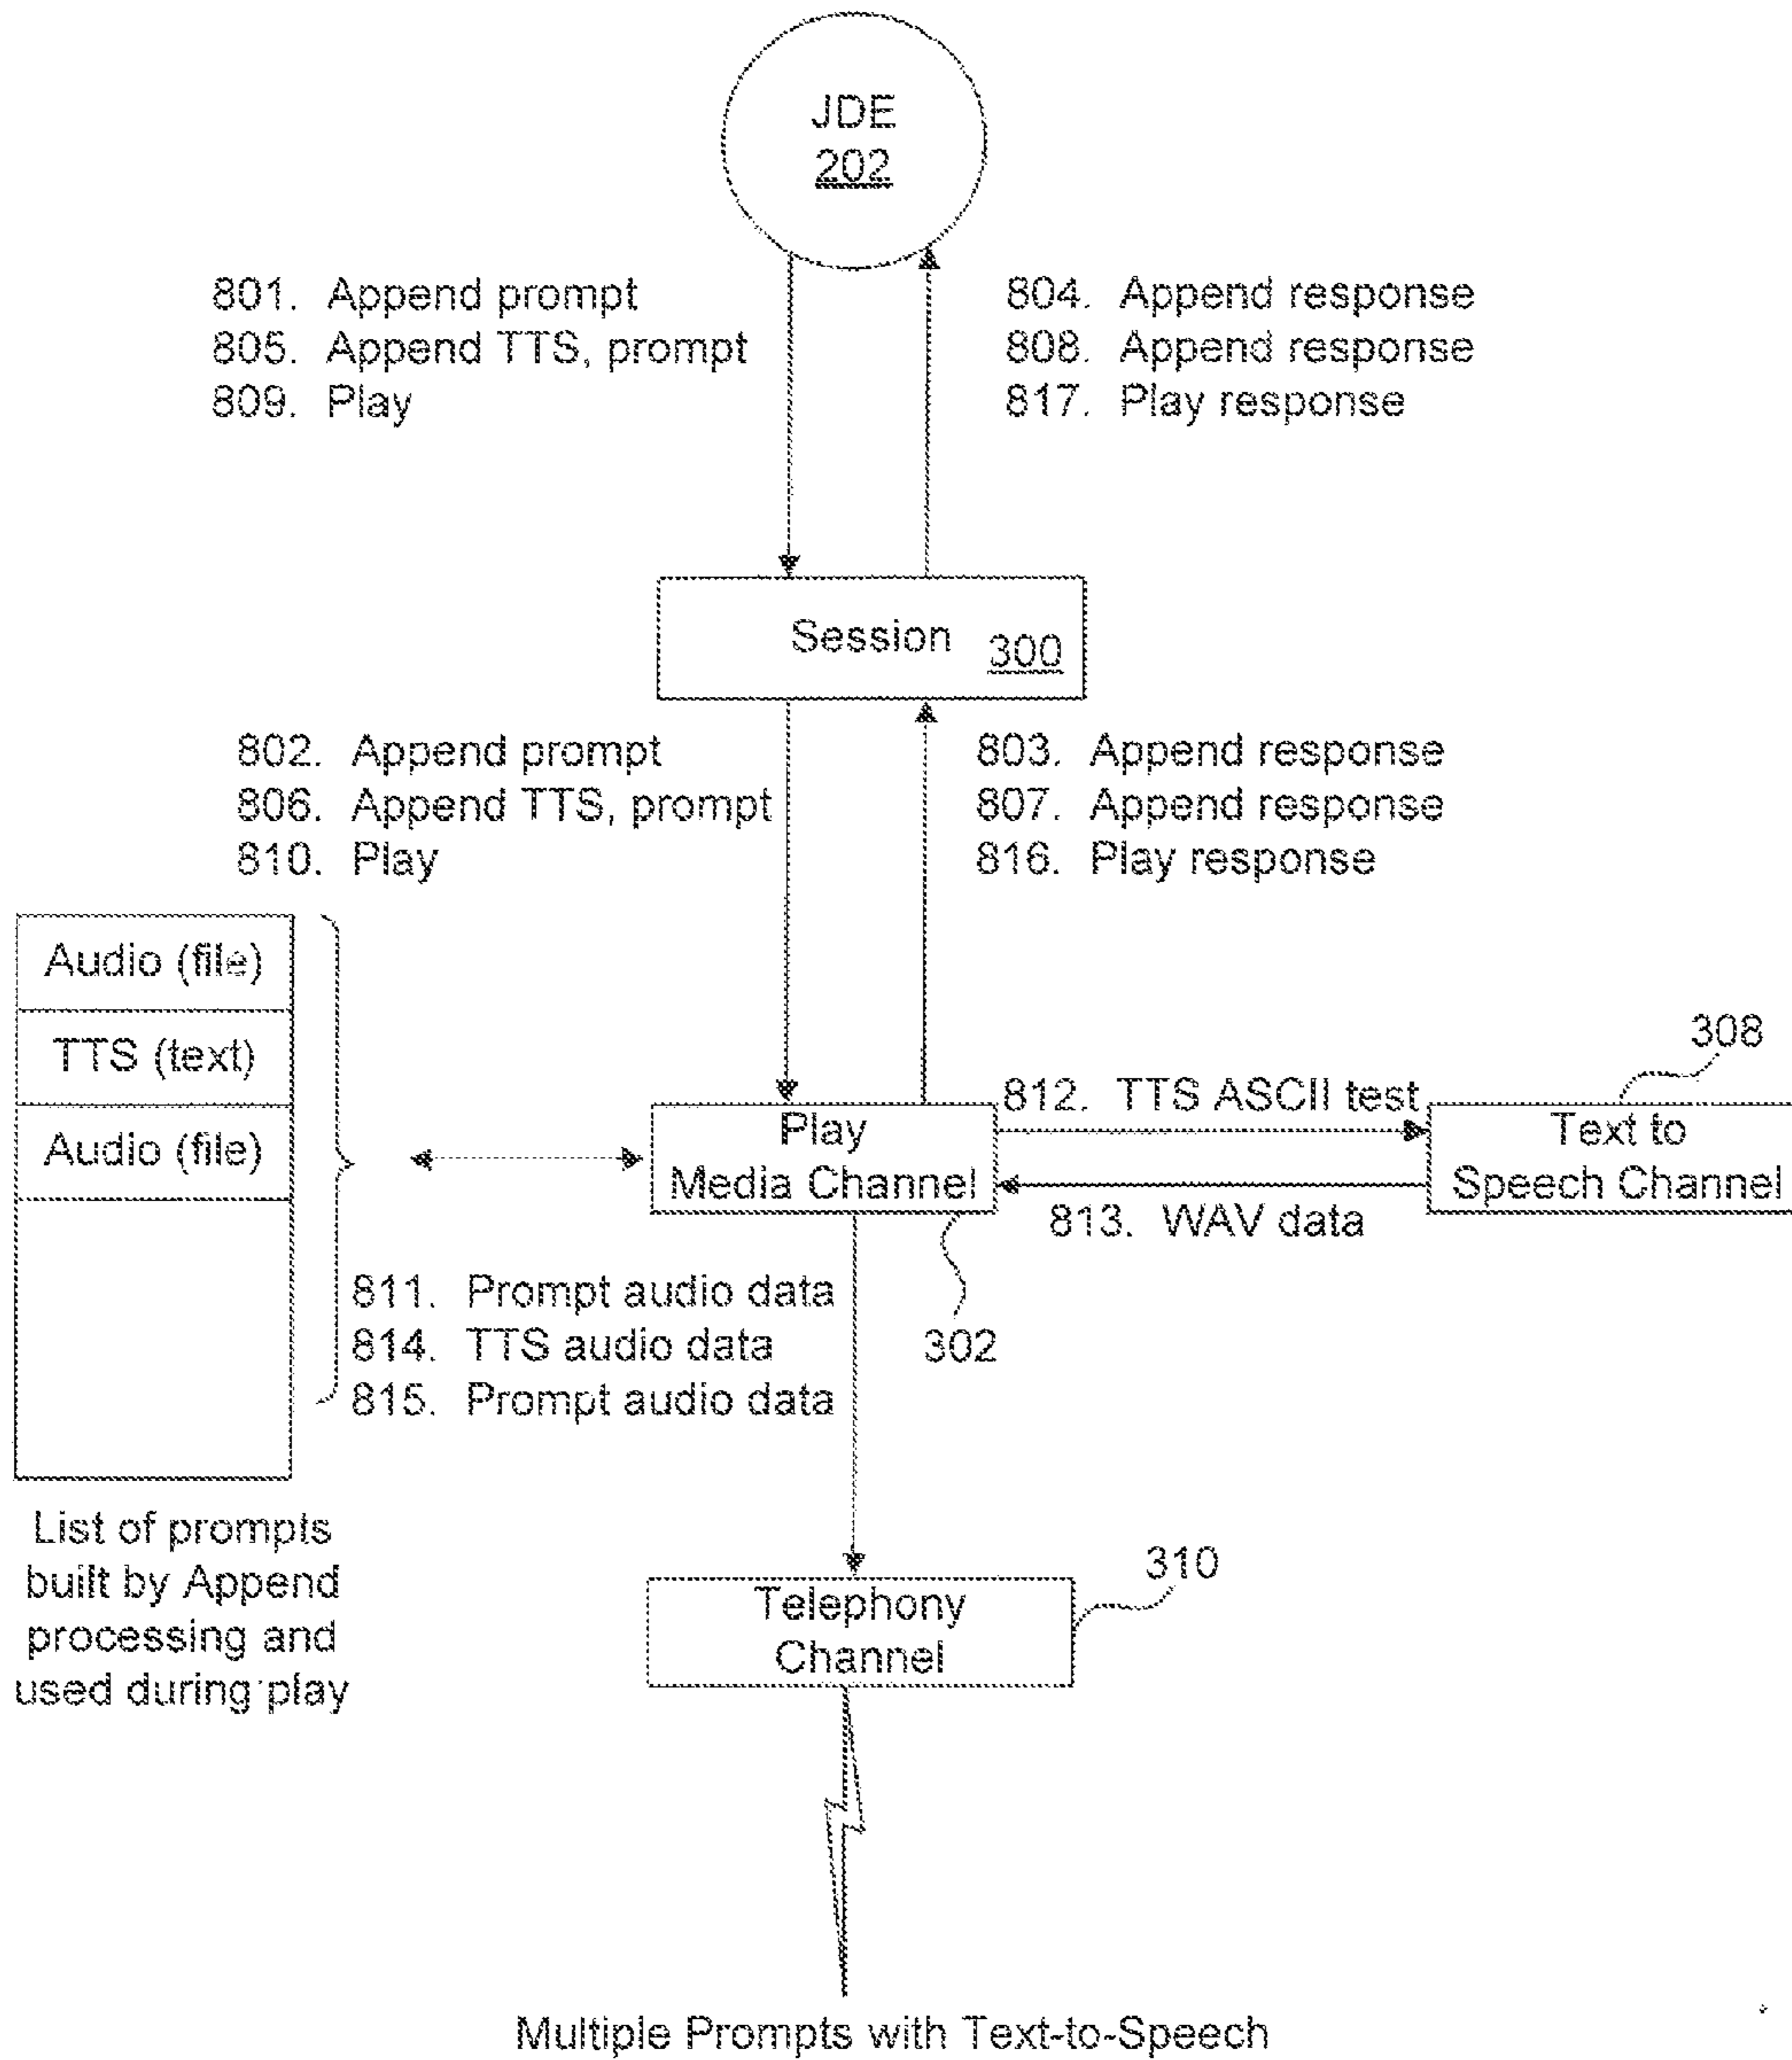 JDE
202
801. Append prompt
805. Append TTS, prompt
809. Play
804. Append response
808. Append response
817. Play response
Session 300
802. Append prompt
806. Append TTS, prompt
810. Play
803. Append response
807. Append response
816. Play response
Audio (file)
TTS (text)
Audio (file)
308
812. TTS ASCII test
Play
Media Channel
Text to
Speech Channel
813. WAV data
811. Prompt audio data
814. TTS audio data
815. Prompt audio data
302
List of prompts
built by Append
processing and
used during play
310
Telephony
Channel
Multiple Prompts with Text-to-Speech